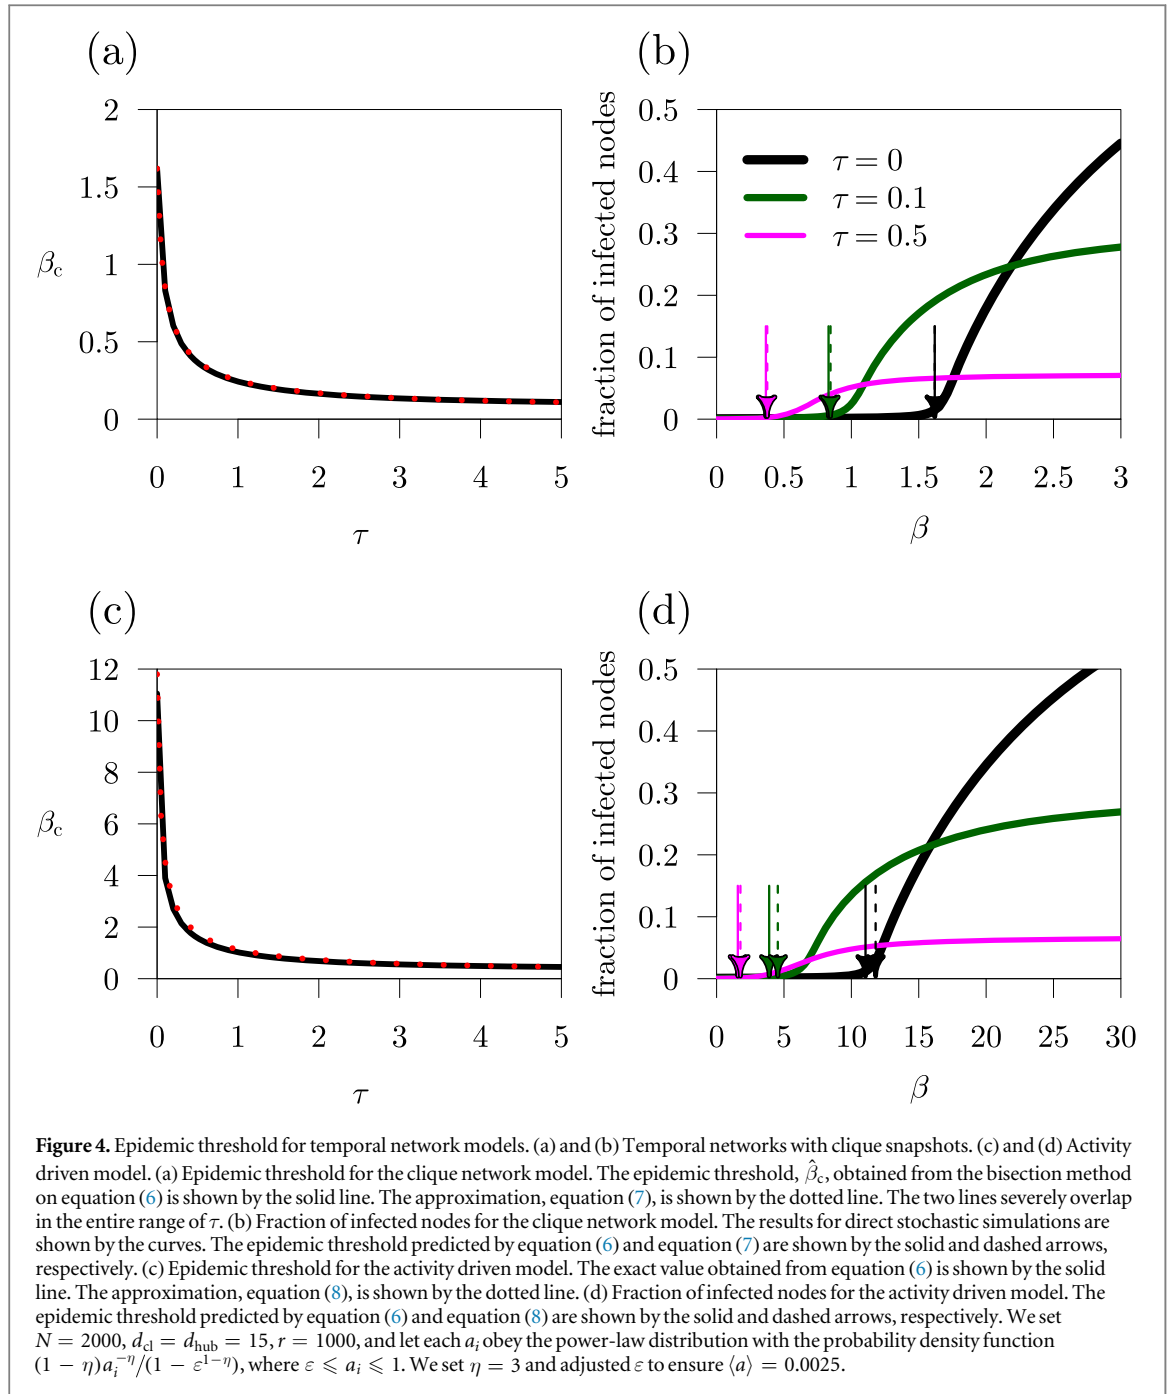 (a)
2
1.5
1
0.5
0
βc
0 1 2 3 4 5
τ
(b)
fraction of infected nodes
0.5
0.4
0.3
0.2
0.1
0
τ = 0
τ = 0.1
τ = 0.5
0 0.5 1 1.5 2 2.5 3
β
(c)
12
10
8
6
4
2
0
βc
0 1 2 3 4 5
τ
(d)
fraction of infected nodes
0.5
0.4
0.3
0.2
0.1
0
0 5 10 15 20 25 30
β
Figure 4. Epidemic threshold for temporal network models. (a) and (b) Temporal networks with clique snapshots. (c) and (d) Activity
driven model. (a) Epidemic threshold for the clique network model. The epidemic threshold, β̂c, obtained from the bisection method
on equation (6) is shown by the solid line. The approximation, equation (7), is shown by the dotted line. The two lines severely overlap
in the entire range of τ. (b) Fraction of infected nodes for the clique network model. The results for direct stochastic simulations are
shown by the curves. The epidemic threshold predicted by equation (6) and equation (7) are shown by the solid and dashed arrows,
respectively. (c) Epidemic threshold for the activity driven model. The exact value obtained from equation (6) is shown by the solid
line. The approximation, equation (8), is shown by the dotted line. (d) Fraction of infected nodes for the activity driven model. The
epidemic threshold predicted by equation (6) and equation (8) are shown by the solid and dashed arrows, respectively. We set
N = 2000, dcl = dhub = 15, r = 1000, and let each ai obey the power-law distribution with the probability density function
(1 − η)ai^−η/(1 − ε^1−η), where ε ⩽ ai ⩽ 1. We set η = 3 and adjusted ε to ensure ⟨a⟩ = 0.0025.